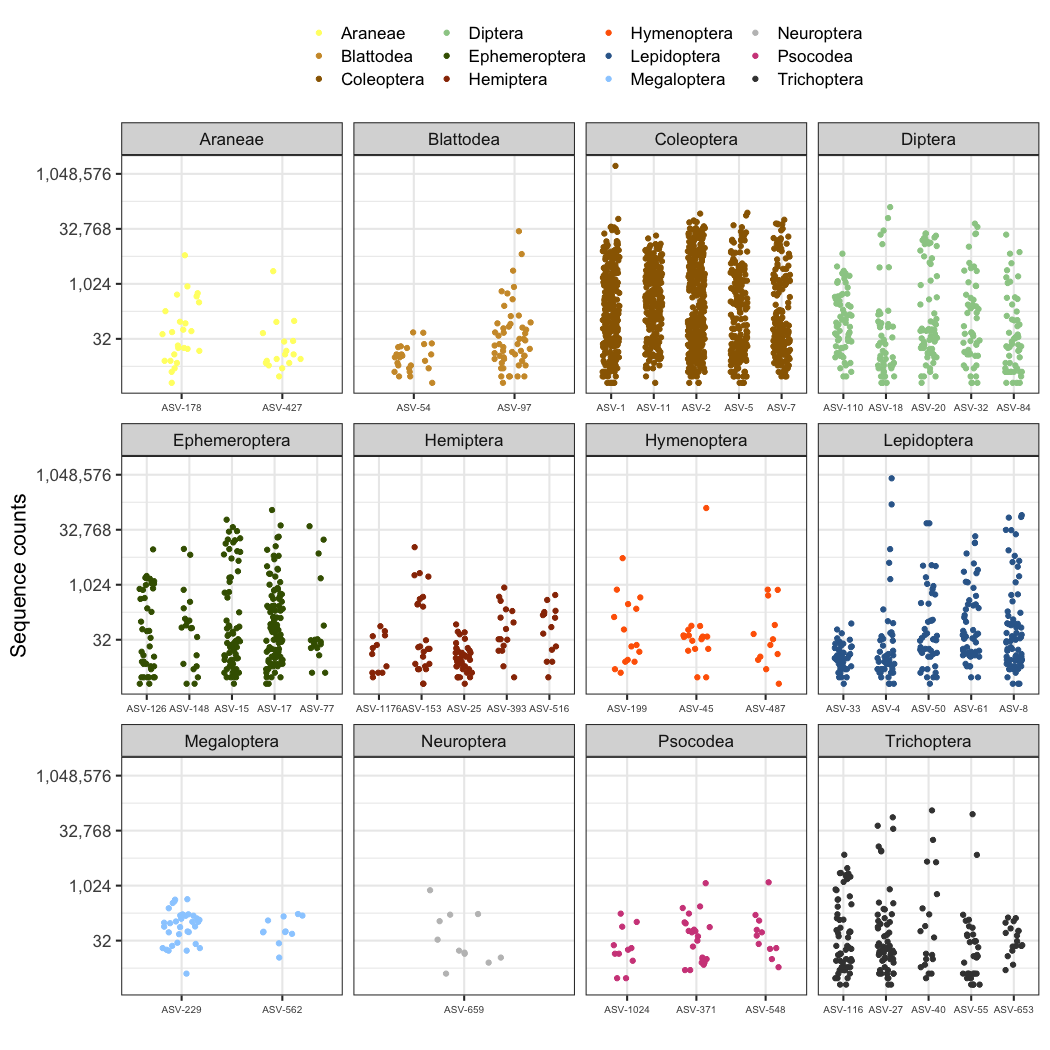 Araneae Diptera Hymenoptera Neuroptera
Blattodea Ephemeroptera Lepidoptera Psocodea
Coleoptera Hemiptera Megaloptera Trichoptera
Araneae Blattodea Coleoptera Diptera
1,048,576
32,768
1,024
32
ASV-178 ASV-427 ASV-54 ASV-97 ASV-1 ASV-11 ASV-2 ASV-5 ASV-7 ASV-110 ASV-18 ASV-20 ASV-32 ASV-84
Ephemeroptera Hemiptera Hymenoptera Lepidoptera
1,048,576
32,768
1,024
32
Sequence counts
ASV-126 ASV-148 ASV-15 ASV-17 ASV-77 ASV-1176 ASV-153 ASV-25 ASV-393 ASV-516 ASV-199 ASV-45 ASV-487 ASV-33 ASV-4 ASV-50 ASV-61 ASV-8
Megaloptera Neuroptera Psocodea Trichoptera
1,048,576
32,768
1,024
32
ASV-229 ASV-562 ASV-659 ASV-1024 ASV-371 ASV-548 ASV-116 ASV-27 ASV-40 ASV-55 ASV-653